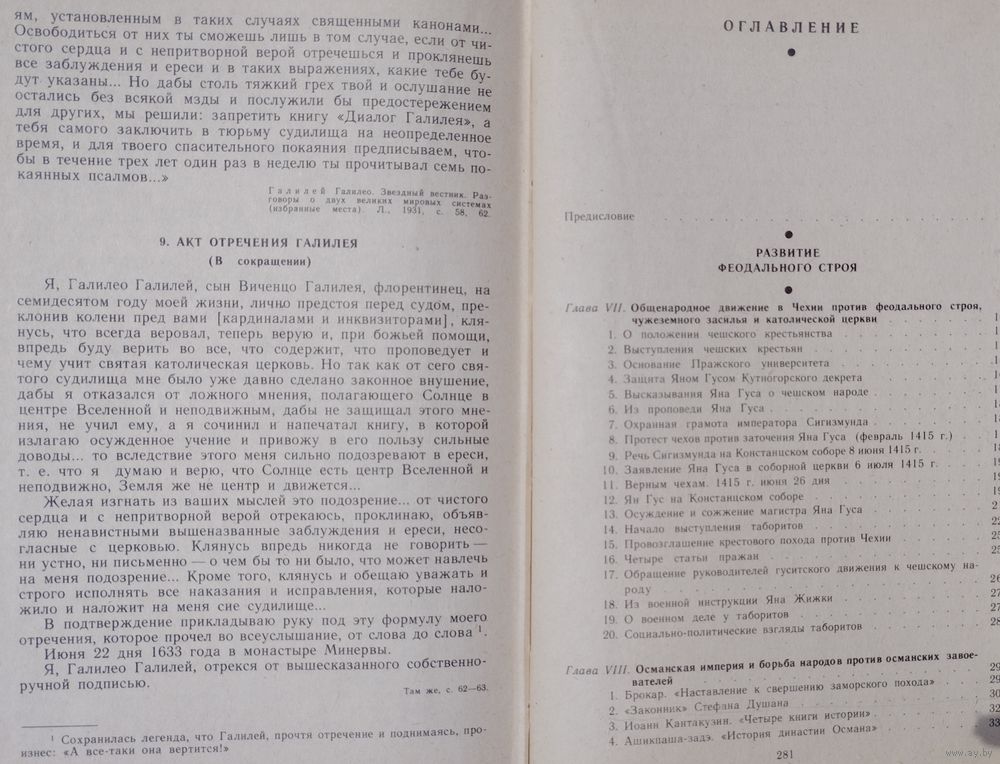 ям, установленным в таких случаях священными канонами...
Освободиться от них ты сможешь лишь в том случае, если от чи-
стого сердца и с непритворной верой отречешься и проклянешь
все заблуждения и ереси и в таких выражениях, какие тебе бу-
дут указаны... Но дабы столь тяжкий грех твой и ослушание не
остались без всякой мзды и послужили бы предостережением
для других, мы решили: запретить книгу «Диалог Галилея», а
тебя самого заключить в тюрьму судилища на неопределенное
время, и для твоего спасительного покаяния предписываем, что-
бы в течение трех лет один раз в неделю ты прочитывал семь по-
каянных псалмов...»
Галилей Галилео. Звездный вестник. Раз-
говоры о двух великих мировых системах
(избранные места). Л., 1931, с. 58, 62.
9. АКТ ОТРЕЧЕНИЯ ГАЛИЛЕЯ
(В сокращении)
Я, Галилео Галилей, сын Виченцо Галилея, флорентинец, на
семидесятом году моей жизни, лично предстоя перед судом, пре-
клонив колени пред вами [кардиналами и инквизиторами], кля-
нусь, что всегда веровал, теперь верую и, при божьей помощи,
впредь буду верить во все, что содержит, что проповедует и
чему учит святая католическая церковь. Но так как от сего свя-
того судилища мне было уже давно сделано законное внушение,
дабы я отказался от ложного мнения, полагающего Солнце в
центре Вселенной и неподвижным, дабы не защищал этого мне-
ния, не учил ему, а я сочинил и напечатал книгу, в которой
излагаю осужденное учение и привожу в его пользу сильные
доводы... то вследствие этого меня сильно подозревают в ереси,
т. е. что я думаю и верю, что Солнце есть центр Вселенной и
неподвижно, Земля же не центр и движется...
Желая изгнать из ваших мыслей это подозрение... от чистого
сердца и с непритворной верой отрекаюсь, проклинаю, объяв-
ляю ненавистными вышеназванные заблуждения и ереси, несо-
гласные с церковью. Клянусь впредь никогда не говорить —
ни устно, ни письменно — о чем бы то ни было, что может навлечь
на меня подозрение... Кроме того, клянусь и обещаю уважать и
строго исполнять все наказания и исправления, которые нало-
жило и наложит на меня сие судилище...
В подтверждение прикладываю руку под эту формулу моего
отречения, которое прочел во всеуслышание, от слова до слова ¹.
Июня 22 дня 1633 года в монастыре Минервы.
Я, Галилео Галилей, отрекся от вышесказанного собственно-
ручной подписью.
Там же, с. 62—63.
¹ Сохранилась легенда, что Галилей, прочтя отречение и поднимаясь, про-
изнес: «А все-таки она вертится!»
ОГЛАВЛЕНИЕ
Предисловие
РАЗВИТИЕ
ФЕОДАЛЬНОГО СТРОЯ
Глава VII. Общенародное движение в Чехии против феодального строя,
чужеземного засилья и католической церкви
1. О положении чешского крестьянства
2. Выступления чешских крестьян
3. Основание Пражского университета
4. Защита Яном Гусом Кутногорского декрета
5. Высказывания Яна Гуса о чешском народе
6. Из проповеди Яна Гуса
7. Охранная грамота императора Сигизмунда
8. Протест чехов против заточения Яна Гуса (февраль 1415 г.)
9. Речь Сигизмунда на Констанцском соборе 8 июня 1415 г.
10. Заявление Яна Гуса в соборной церкви 6 июля 1415 г.
11. Верным чехам. 1415 г. июня 26 дня
12. Ян Гус на Констанцском соборе
13. Осуждение и сожжение магистра Яна Гуса
14. Начало выступления таборитов
15. Провозглашение крестового похода против Чехии
16. Четыре статьи пражан
17. Обращение руководителей гуситского движения к чешскому на-
роду 26
18. Из военной инструкции Яна Жижки 27
19. О военном деле у таборитов 27
20. Социально-политические взгляды таборитов 28
Глава VIII. Османская империя и борьба народов против османских завое-
вателей 29
1. Брокар. «Наставление к свершению заморского похода» 29
2. «Законник» Стефана Душана 30
3. Иоанн Кантакузин. «Четыре книги истории» 32
4. Ашикпаша-задэ. «История династии Османа» 33
281
www.ay.by